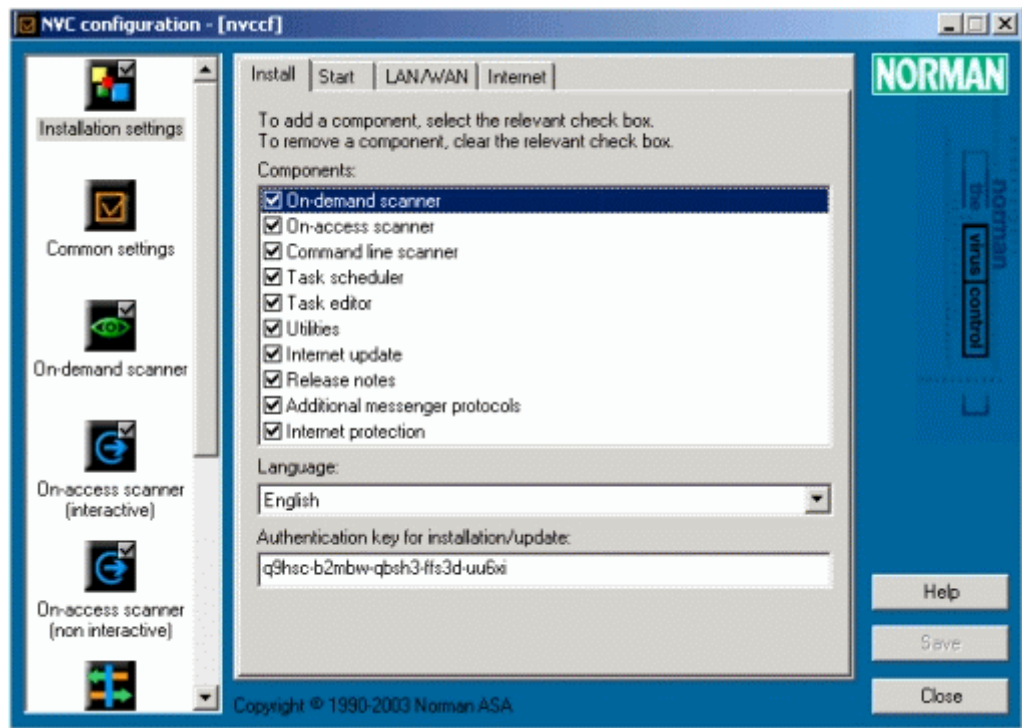 NVC configuration - [nvccf]
Installation settings
Common settings
On-demand scanner
On-access scanner
(interactive)
On-access scanner
(non interactive)
Install
Start
LAN/WAN
Internet
To add a component, select the relevant check box.
To remove a component, clear the relevant check box.
Components:
On-demand scanner
On-access scanner
Command line scanner
Task scheduler
Task editor
Utilities
Internet update
Release notes
Additional messenger protocols
Internet protection
Language:
English
Authentication key for installation/update:
q9hsc-b2mbw-qbsh3-ffs3d-uu6xi
NORMAN
norman
the virus control
Help
Save
Close
Copyright © 1990-2003 Norman ASA